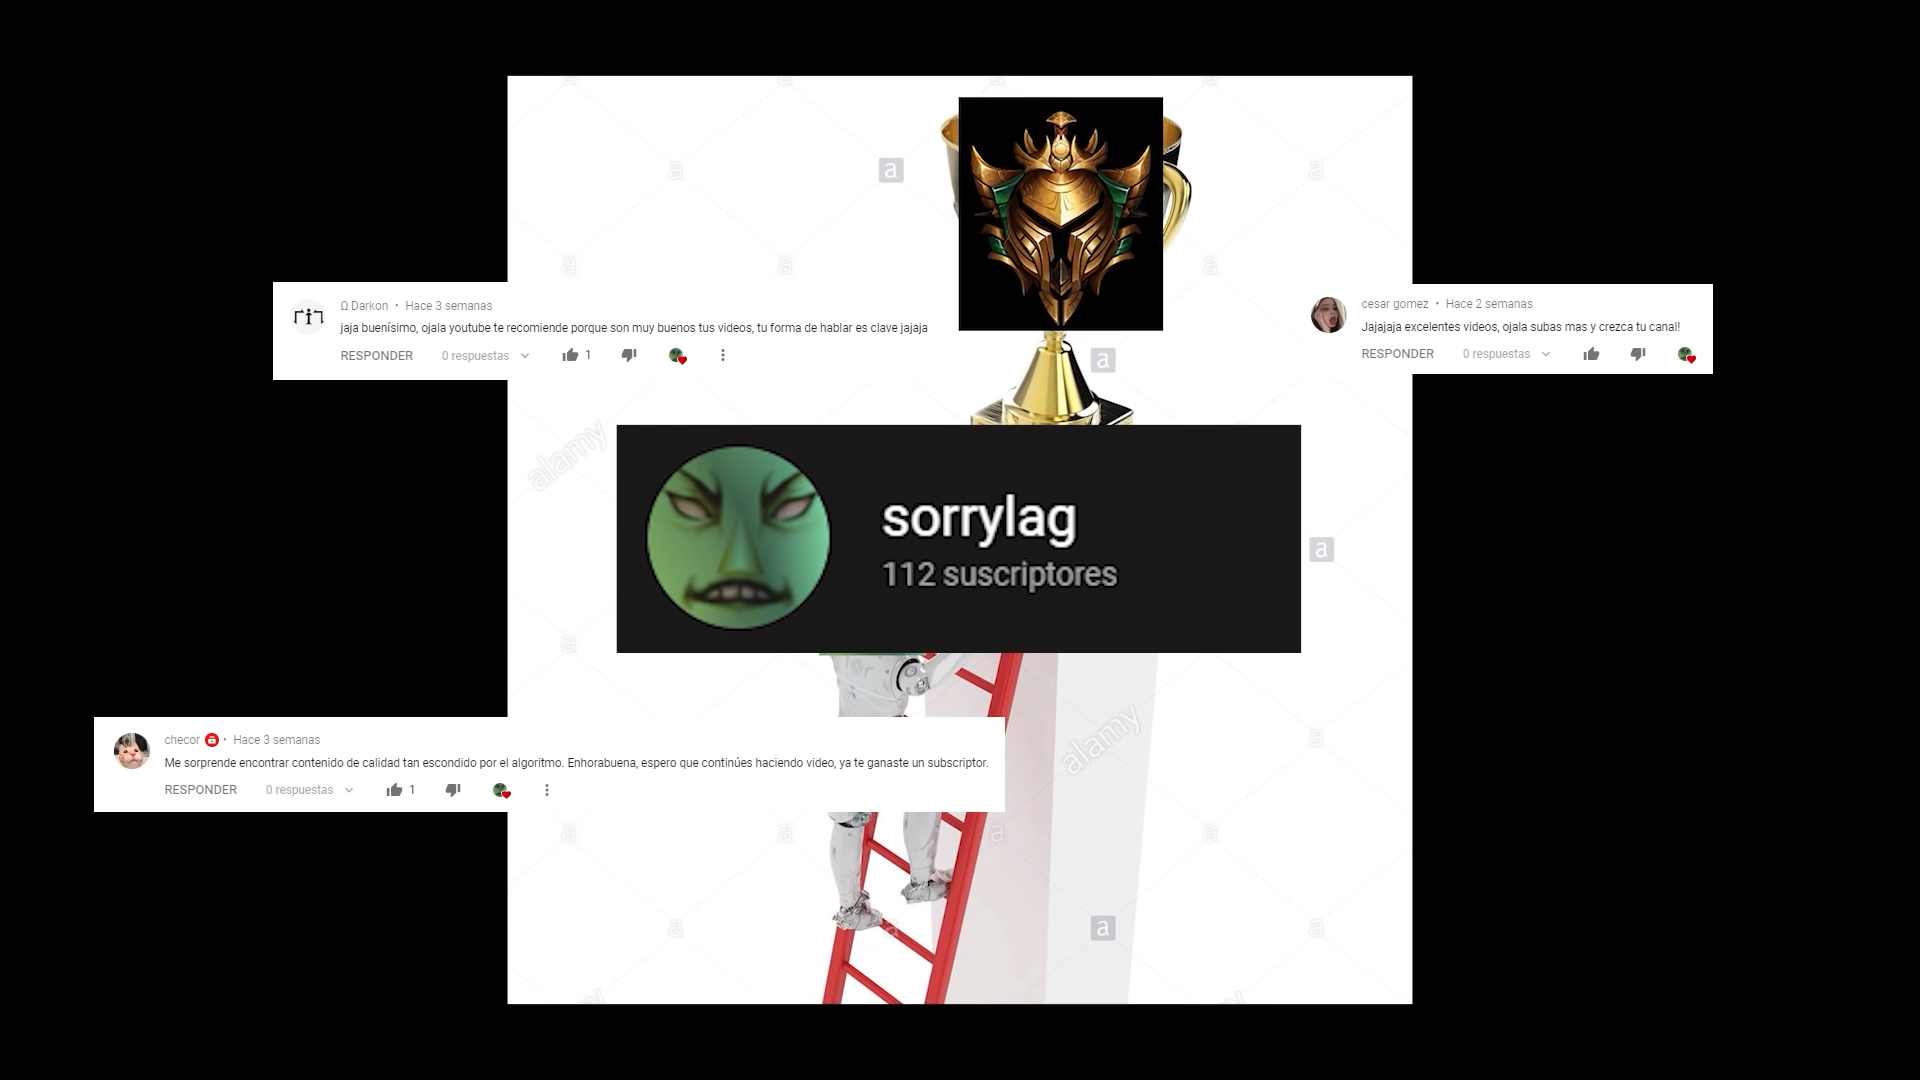 Ω Darkon • Hace 3 semanas
jaja buenísimo, ojala youtube te recomiende porque son muy buenos tus videos, tu forma de hablar es clave jajaja
RESPONDER 0 respuestas 1
cesar gomez • Hace 2 semanas
Jajajaja excelentes videos, ojala subas mas y crezca tu canal!
RESPONDER 0 respuestas
alamy
sorrylag
112 suscriptores
alamy
checor • Hace 3 semanas
Me sorprende encontrar contenido de calidad tan escondido por el algoritmo. Enhorabuena, espero que continúes haciendo video, ya te ganaste un subscriptor.
RESPONDER 0 respuestas 1
a
a
a
a